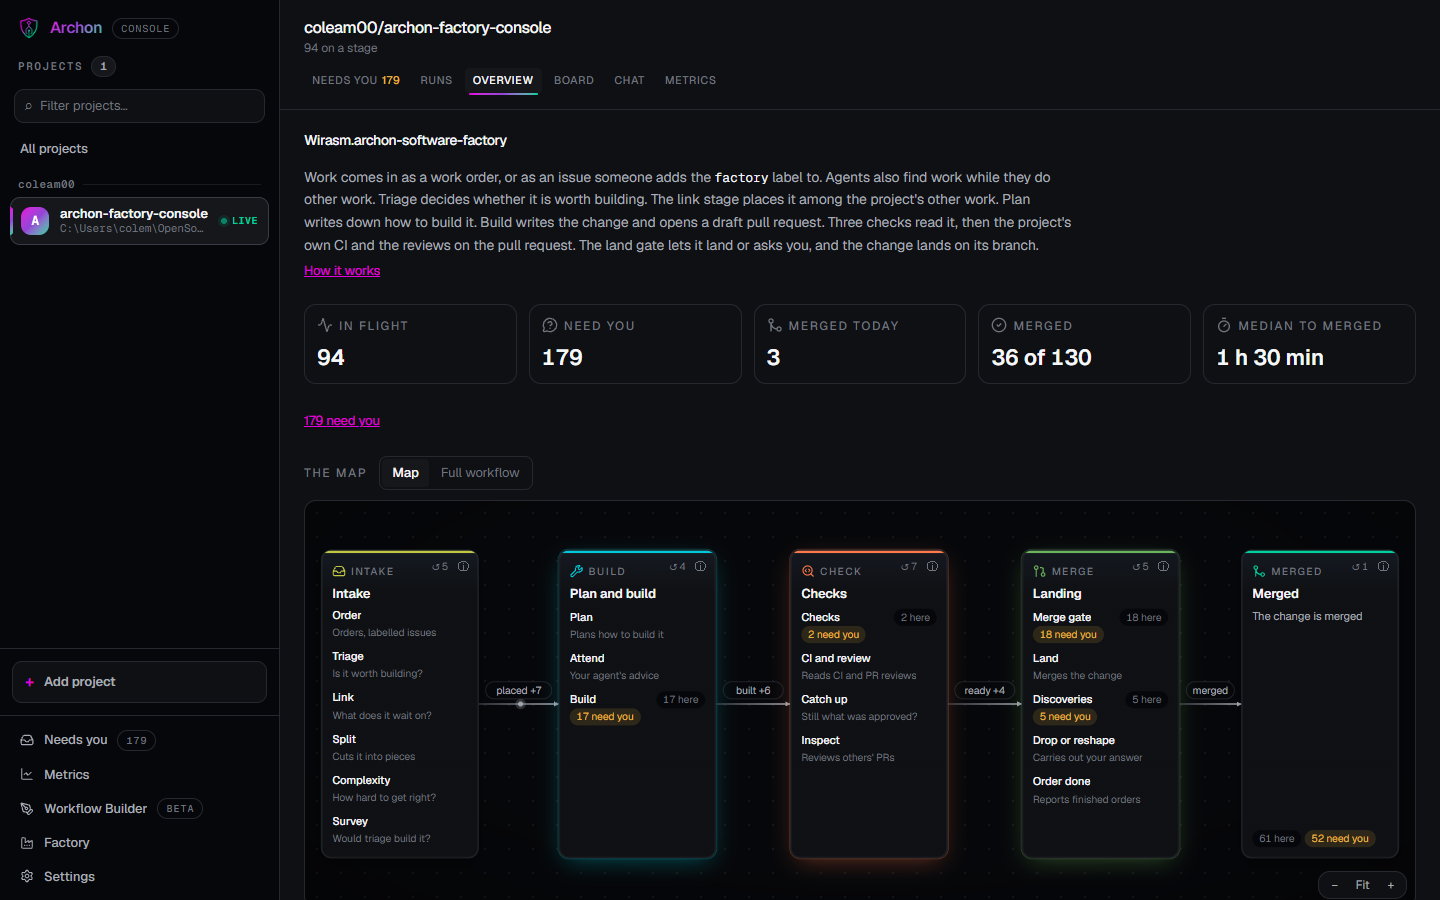 Archon CONSOLE
PROJECTS 1
Filter projects...
All projects
coleam00
A
archon-factory-console
C:\Users\colem\OpenSo...
LIVE
Add project
Needs you 179
Metrics
Workflow Builder BETA
Factory
Settings
coleam00/archon-factory-console
94 on a stage
NEEDS YOU 179 RUNS OVERVIEW BOARD CHAT METRICS
Wirasm.archon-software-factory
Work comes in as a work order, or as an issue someone adds the factory label to. Agents also find work while they do
other work. Triage decides whether it is worth building. The link stage places it among the project's other work. Plan
writes down how to build it. Build writes the change and opens a draft pull request. Three checks read it, then the project's
own CI and the reviews on the pull request. The land gate lets it land or asks you, and the change lands on its branch.
How it works
IN FLIGHT
94
NEED YOU
179
MERGED TODAY
3
MERGED
36 of 130
MEDIAN TO MERGED
1 h 30 min
179 need you
THE MAP Map Full workflow
INTAKE 5
Intake
Order
Orders, labelled issues
Triage
Is it worth building?
Link
What does it wait on?
Split
Cuts it into pieces
Complexity
How hard to get right?
Survey
Would triage build it?
placed +7
BUILD 4
Plan and build
Plan
Plans how to build it
Attend
Your agent's advice
Build 17 here
17 need you
built +6
CHECK 7
Checks
Checks 2 here
2 need you
CI and review
Reads CI and PR reviews
Catch up
Still what was approved?
Inspect
Reviews others' PRs
ready +4
MERGE 5
Landing
Merge gate 18 here
18 need you
Land
Merges the change
Discoveries 5 here
5 need you
Drop or reshape
Carries out your answer
Order done
Reports finished orders
merged
MERGED 1
Merged
The change is merged
61 here 52 need you
− Fit +